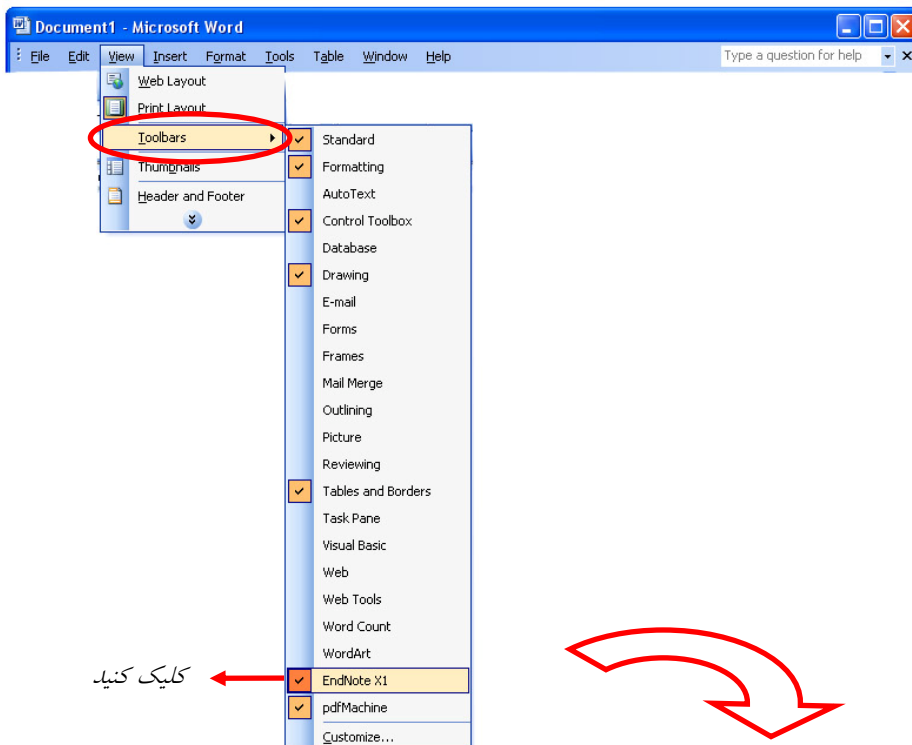 Document1 - Microsoft Word
File Edit View Insert Format Tools Table Window Help Type a question for help
Web Layout
Print Layout
Toolbars
Thumbnails
Header and Footer
Standard
Formatting
AutoText
Control Toolbox
Database
Drawing
E-mail
Forms
Frames
Mail Merge
Outlining
Picture
Reviewing
Tables and Borders
Task Pane
Visual Basic
Web
Web Tools
Word Count
WordArt
کلیک کنید
EndNote X1
pdfMachine
Customize...